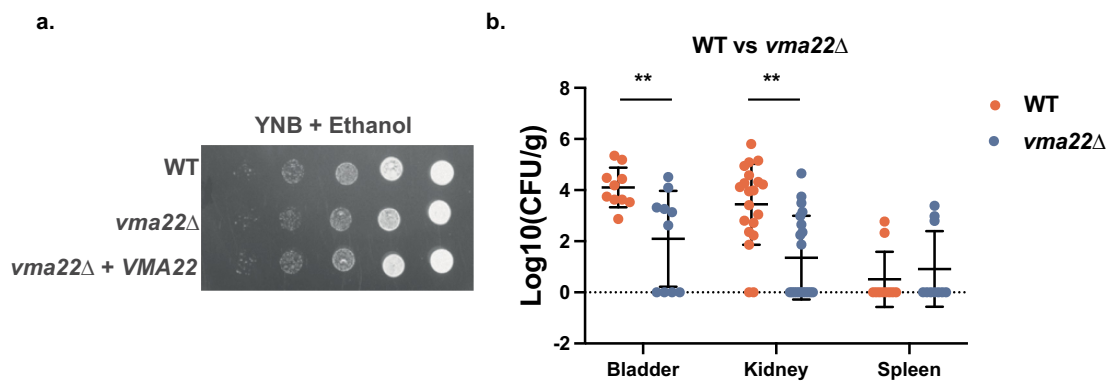 a.
YNB + Ethanol
WT
vma22Δ
vma22Δ + VMA22
b.
WT vs vma22Δ
Log10(CFU/g)
8
6
4
2
0
-2
**
**
Bladder
Kidney
Spleen
WT
vma22Δ